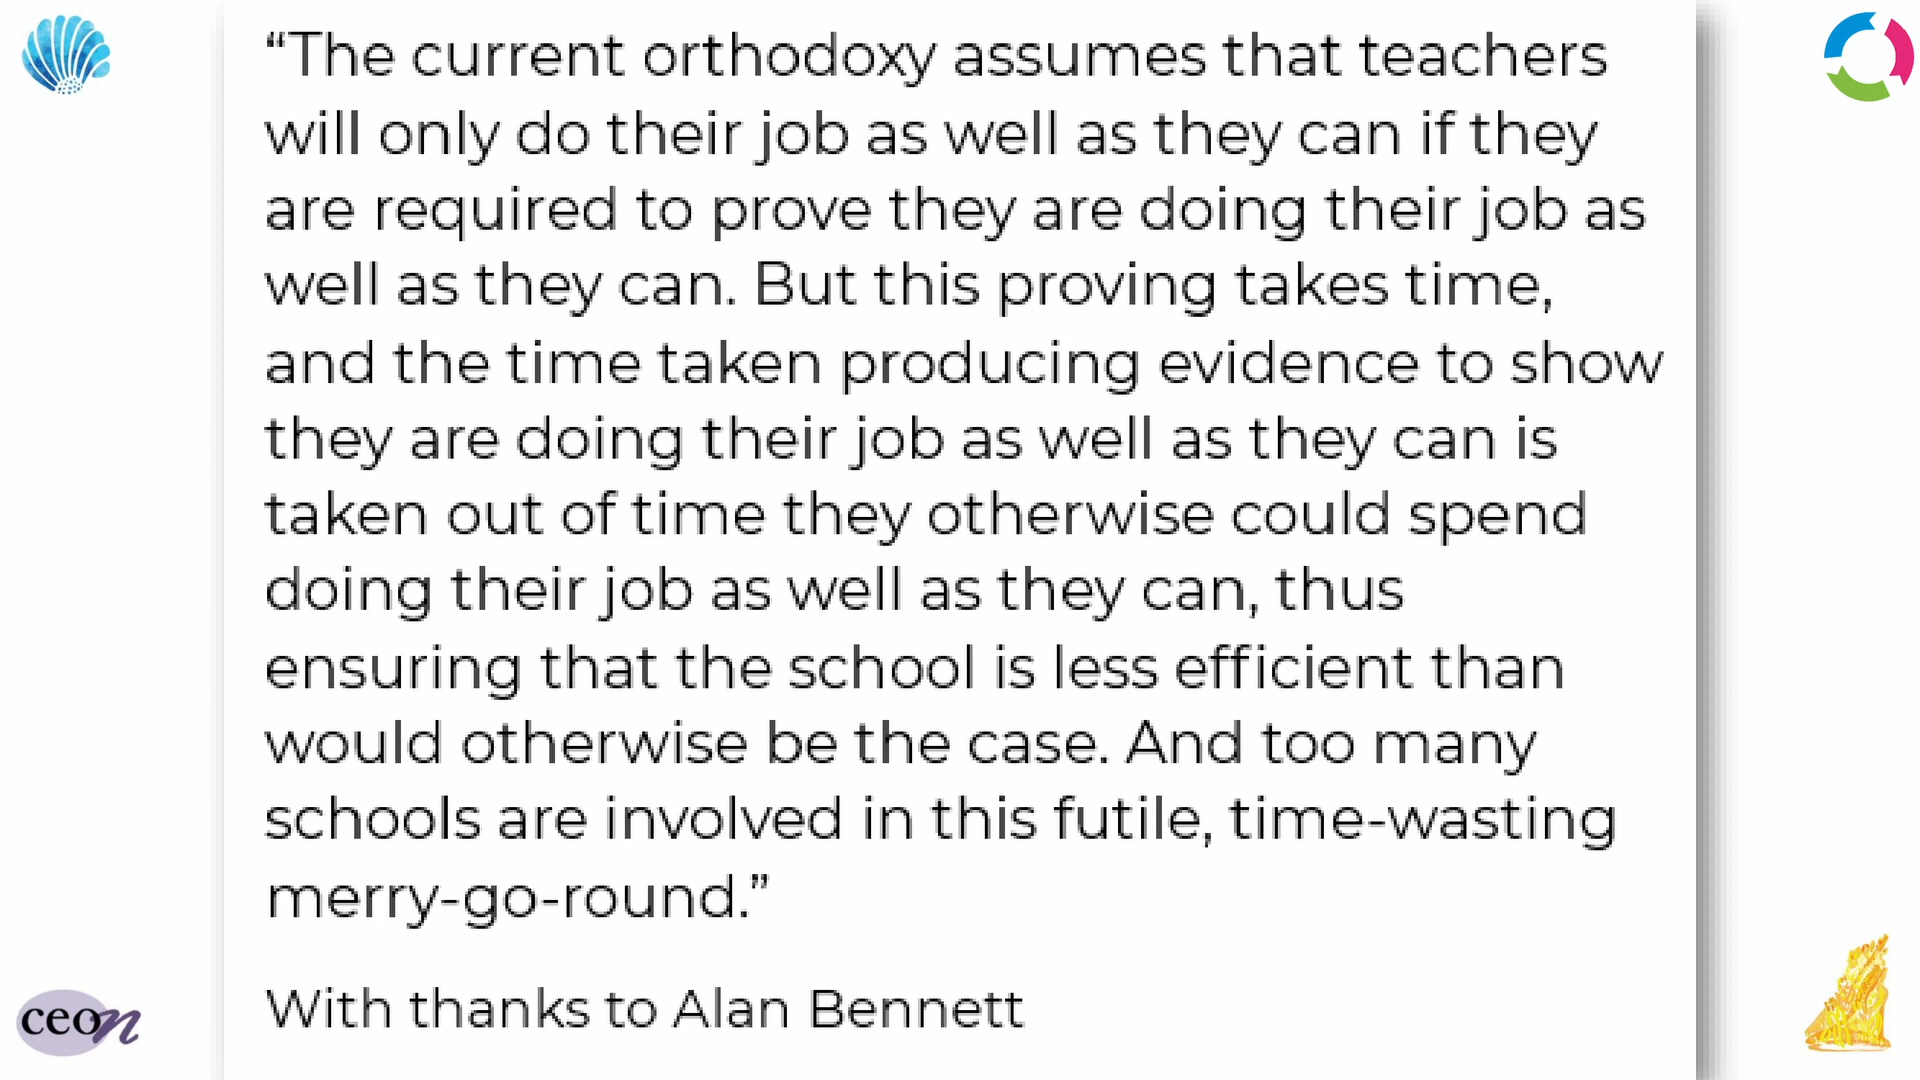 “The current orthodoxy assumes that teachers
will only do their job as well as they can if they
are required to prove they are doing their job as
well as they can. But this proving takes time,
and the time taken producing evidence to show
they are doing their job as well as they can is
taken out of time they otherwise could spend
doing their job as well as they can, thus
ensuring that the school is less efficient than
would otherwise be the case. And too many
schools are involved in this futile, time-wasting
merry-go-round.”
With thanks to Alan Bennett
ceon